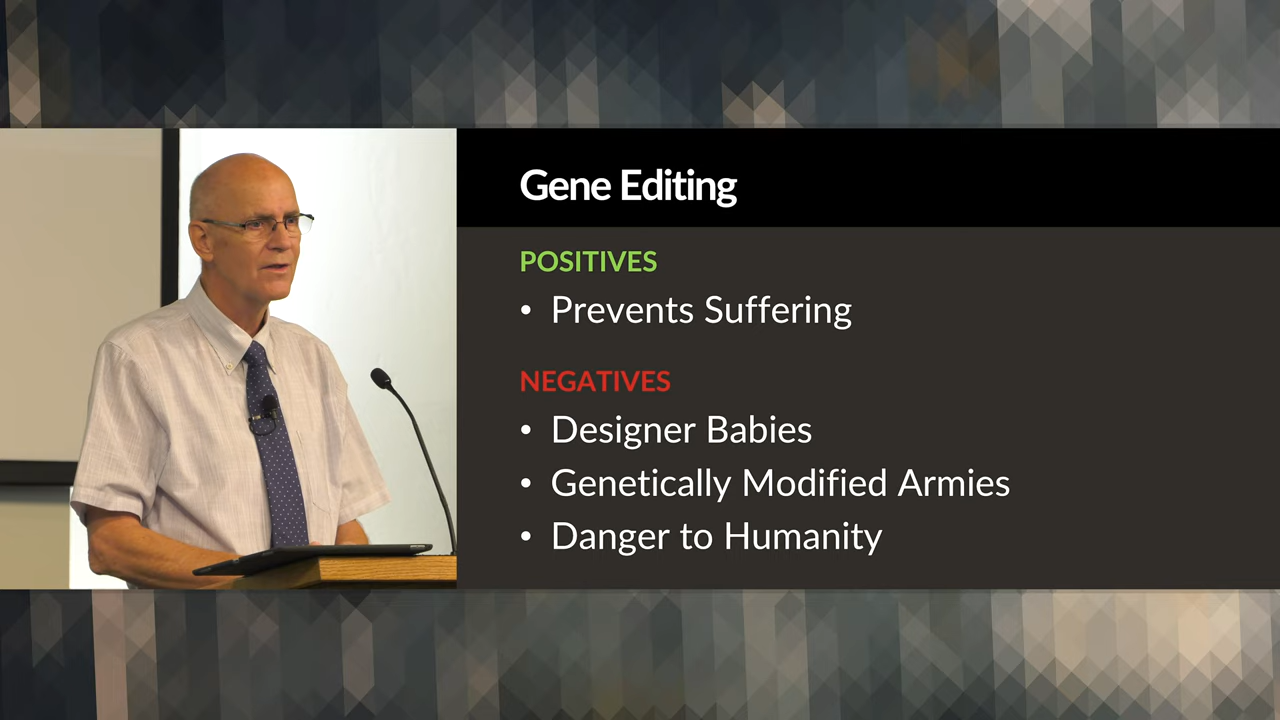 Gene Editing
POSITIVES
• Prevents Suffering
NEGATIVES
• Designer Babies
• Genetically Modified Armies
• Danger to Humanity